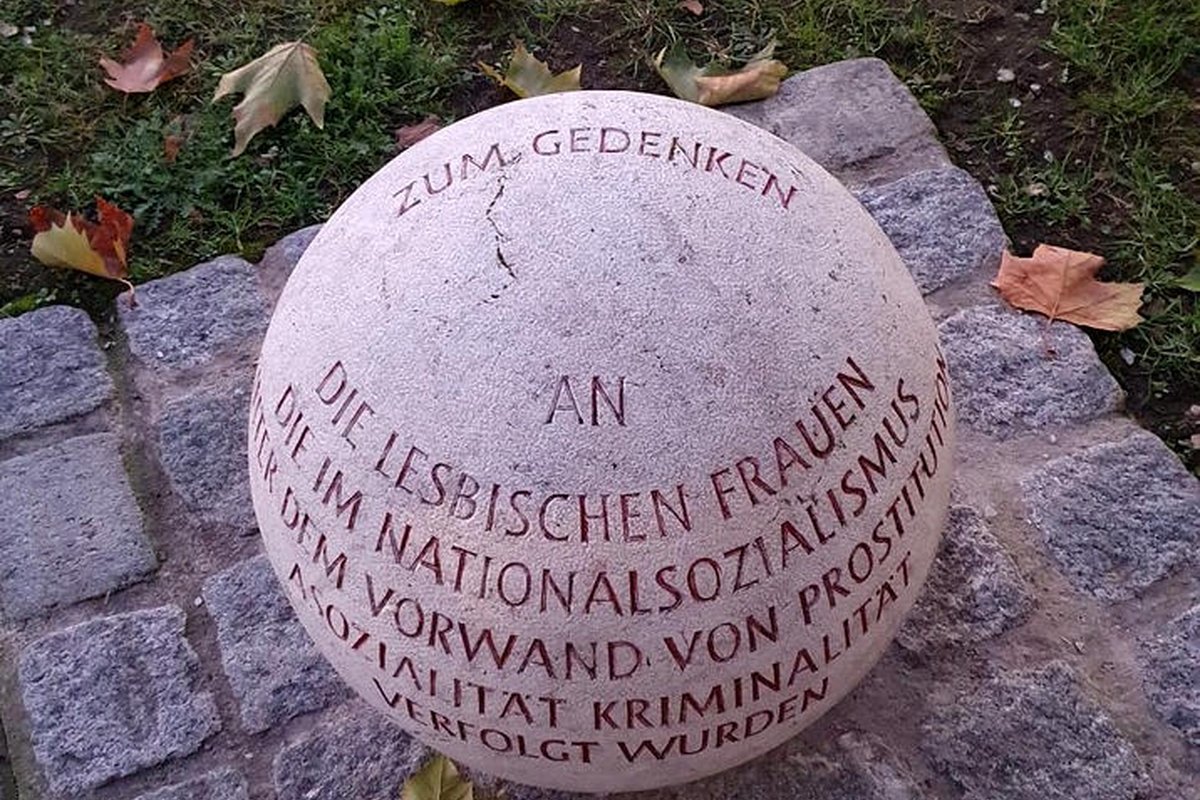 ZUM GEDENKEN
AN
DIE LESBISCHEN FRAUEN
DIE IM NATIONALSOZIALISMUS
UNTER DEM VORWAND VON PROSTITUTION
ASOZIALITÄT KRIMINALITÄT
VERFOLGT WURDEN